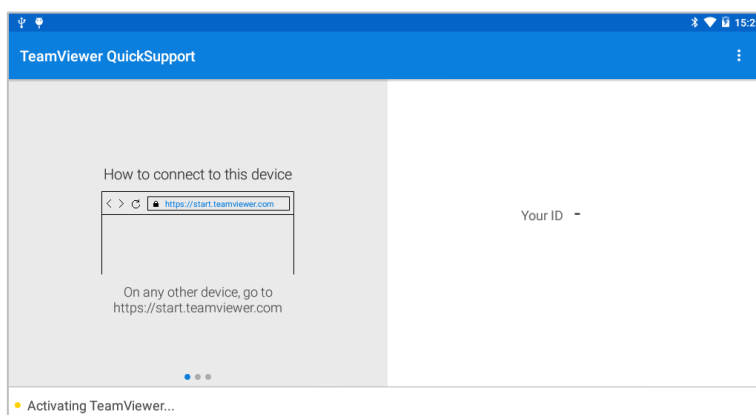 15:2
TeamViewer QuickSupport
How to connect to this device
https://start.teamviewer.com
On any other device, go to
https://start.teamviewer.com
Your ID -
Activating TeamViewer...